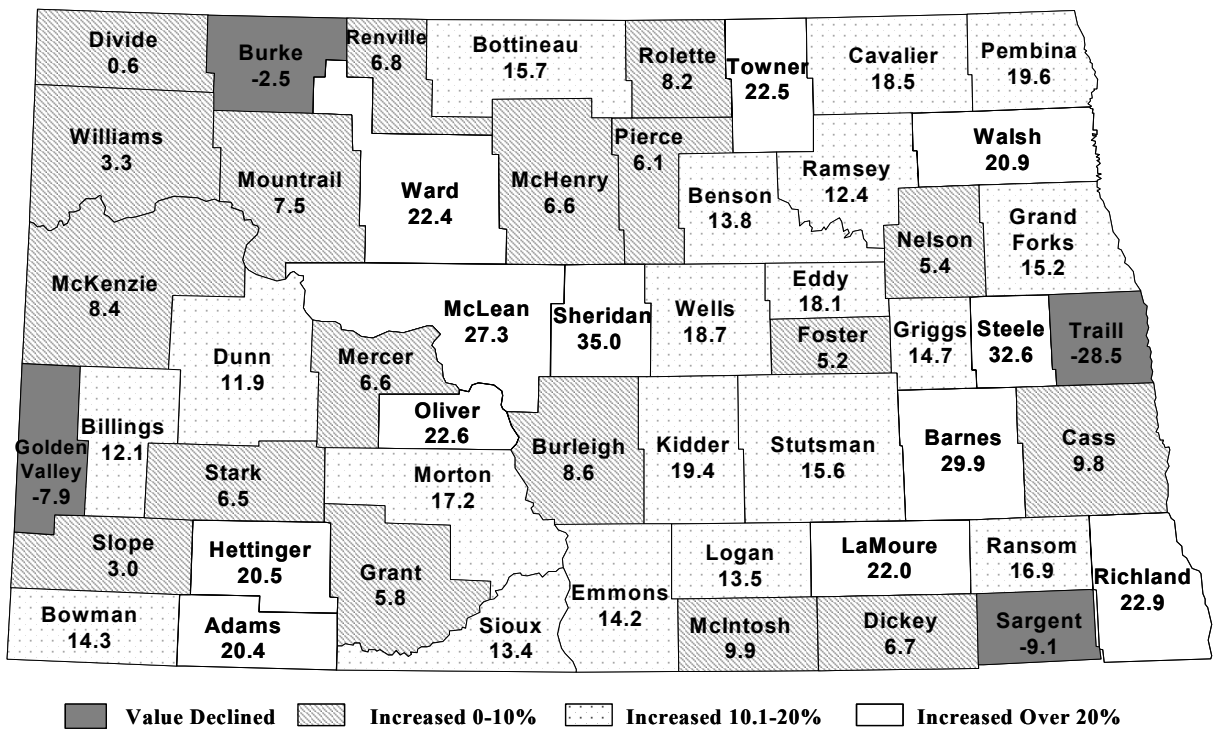 Divide
0.6
Burke
-2.5
Renville
6.8
Bottineau
15.7
Rolette
8.2
Towner
22.5
Cavalier
18.5
Pembina
19.6
Williams
3.3
Mountrail
7.5
Ward
22.4
McHenry
6.6
Pierce
6.1
Benson
13.8
Ramsey
12.4
Walsh
20.9
Nelson
5.4
Grand
Forks
15.2
McKenzie
8.4
Dunn
11.9
Mercer
6.6
McLean
27.3
Sheridan
35.0
Wells
18.7
Eddy
18.1
Foster
5.2
Griggs
14.7
Steele
32.6
Traill
-28.5
Golden
Valley
-7.9
Billings
12.1
Stark
6.5
Oliver
22.6
Morton
17.2
Burleigh
8.6
Kidder
19.4
Stutsman
15.6
Barnes
29.9
Cass
9.8
Slope
3.0
Hettinger
20.5
Grant
5.8
Bowman
14.3
Adams
20.4
Sioux
13.4
Emmons
14.2
Logan
13.5
McIntosh
9.9
LaMoure
22.0
Dickey
6.7
Ransom
16.9
Sargent
-9.1
Richland
22.9
Value Declined
Increased 0-10%
Increased 10.1-20%
Increased Over 20%